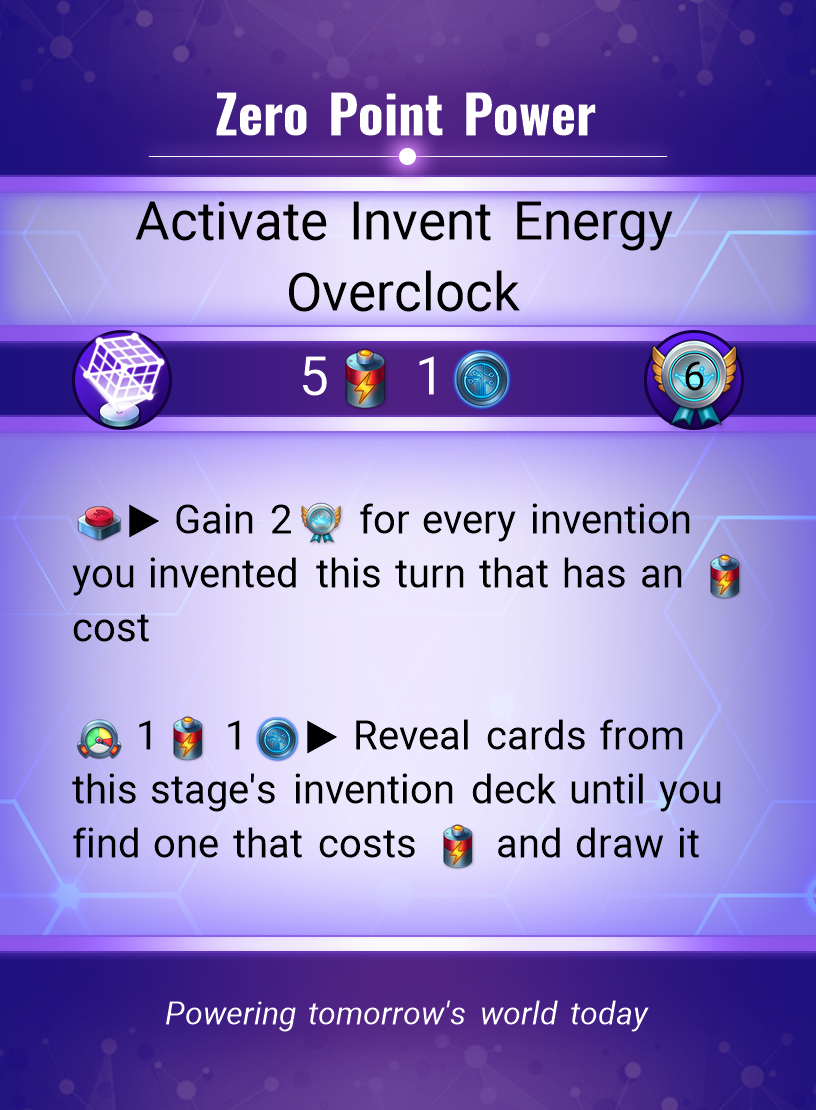 Zero Point Power
Activate Invent Energy
Overclock
5 1 6
▶ Gain 2 for every invention
you invented this turn that has an
cost
1 1 ▶ Reveal cards from
this stage's invention deck until you
find one that costs and draw it
Powering tomorrow's world today